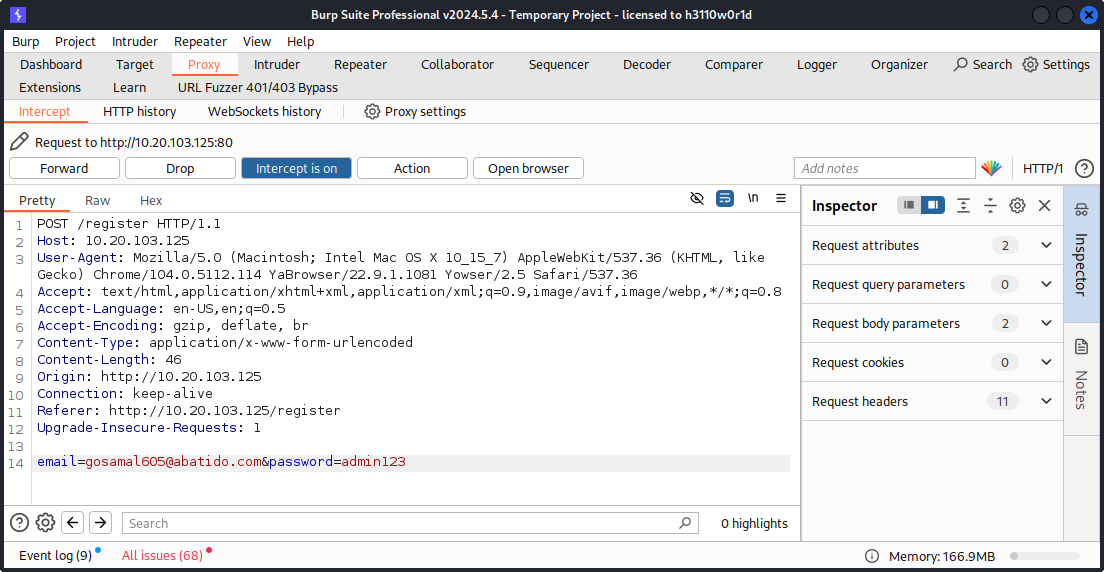 Burp Suite Professional v2024.5.4 - Temporary Project - licensed to h3110w0r1d
Burp Project Intruder Repeater View Help
Dashboard Target Proxy Intruder Repeater Collaborator Sequencer Decoder Comparer Logger Organizer Search Settings
Extensions Learn URL Fuzzer 401/403 Bypass
Intercept HTTP history WebSockets history Proxy settings
Request to http://10.20.103.125:80
Forward Drop Intercept is on Action Open browser Add notes HTTP/1 ?
Pretty Raw Hex \n
1 POST /register HTTP/1.1
2 Host: 10.20.103.125
3 User-Agent: Mozilla/5.0 (Macintosh; Intel Mac OS X 10_15_7) AppleWebKit/537.36 (KHTML, like
Gecko) Chrome/104.0.5112.114 YaBrowser/22.9.1.1081 Yowser/2.5 Safari/537.36
4 Accept: text/html,application/xhtml+xml,application/xml;q=0.9,image/avif,image/webp,*/*;q=0.8
5 Accept-Language: en-US,en;q=0.5
6 Accept-Encoding: gzip, deflate, br
7 Content-Type: application/x-www-form-urlencoded
8 Content-Length: 46
9 Origin: http://10.20.103.125
10 Connection: keep-alive
11 Referer: http://10.20.103.125/register
12 Upgrade-Insecure-Requests: 1
13
14 email=gosamal605@abatido.com&password=admin123
Inspector
Request attributes 2
Request query parameters 0
Request body parameters 2
Request cookies 0
Request headers 11
Inspector
Notes
? Search 0 highlights
Event log (9) All issues (68) Memory: 166.9MB